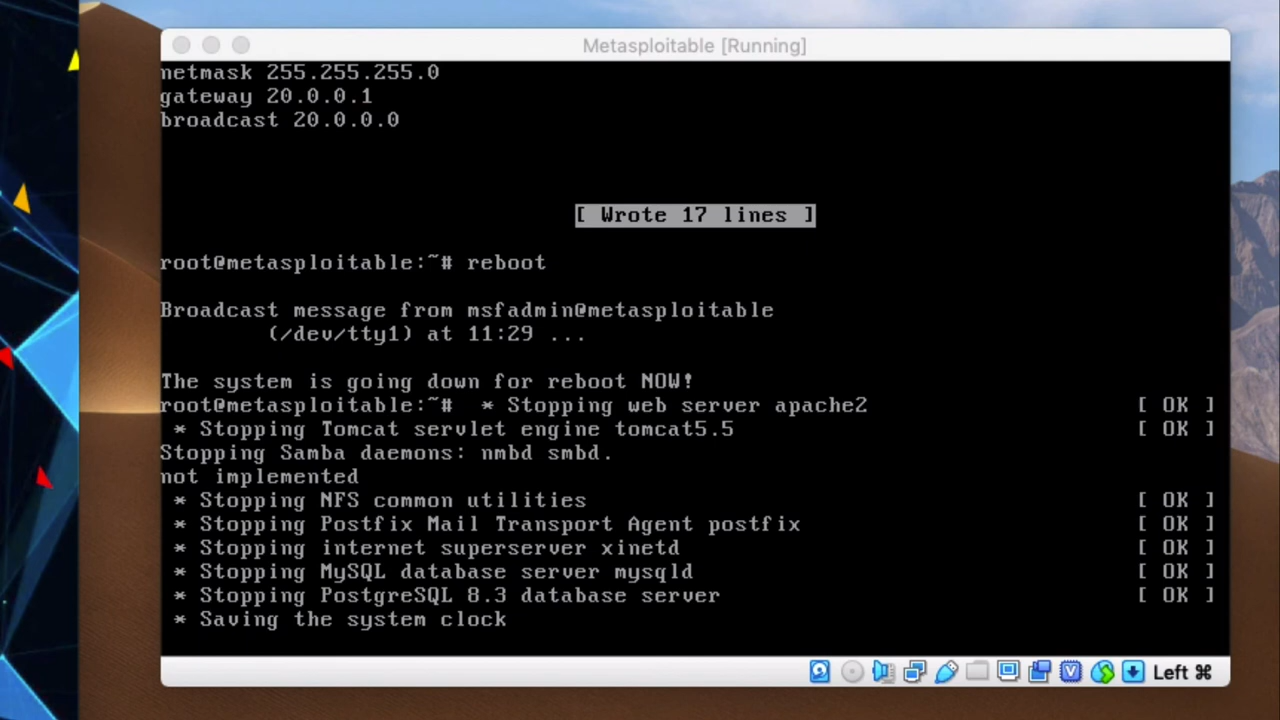 Metasploitable [Running]
netmask 255.255.255.0
gateway 20.0.0.1
broadcast 20.0.0.0
[ Wrote 17 lines ]
root@metasploitable:~# reboot
Broadcast message from msfadmin@metasploitable
(/dev/tty1) at 11:29 ...
The system is going down for reboot NOW!
root@metasploitable:~#  * Stopping web server apache2 [ OK ]
* Stopping Tomcat servlet engine tomcat5.5 [ OK ]
Stopping Samba daemons: nmbd smbd.
not implemented
* Stopping NFS common utilities [ OK ]
* Stopping Postfix Mail Transport Agent postfix [ OK ]
* Stopping internet superserver xinetd [ OK ]
* Stopping MySQL database server mysqld [ OK ]
* Stopping PostgreSQL 8.3 database server [ OK ]
* Saving the system clock
Left ⌘